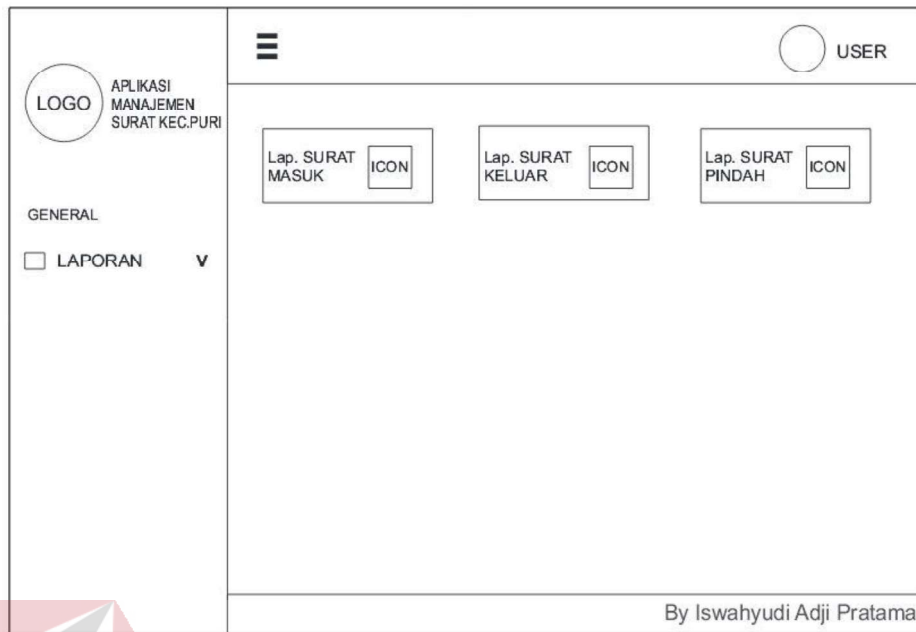 LOGO
APLIKASI
MANAJEMEN
SURAT KEC.PURI
GENERAL
LAPORAN V
USER
Lap. SURAT
MASUK
ICON
Lap. SURAT
KELUAR
ICON
Lap. SURAT
PINDAH
ICON
By Iswahyudi Adji Pratama